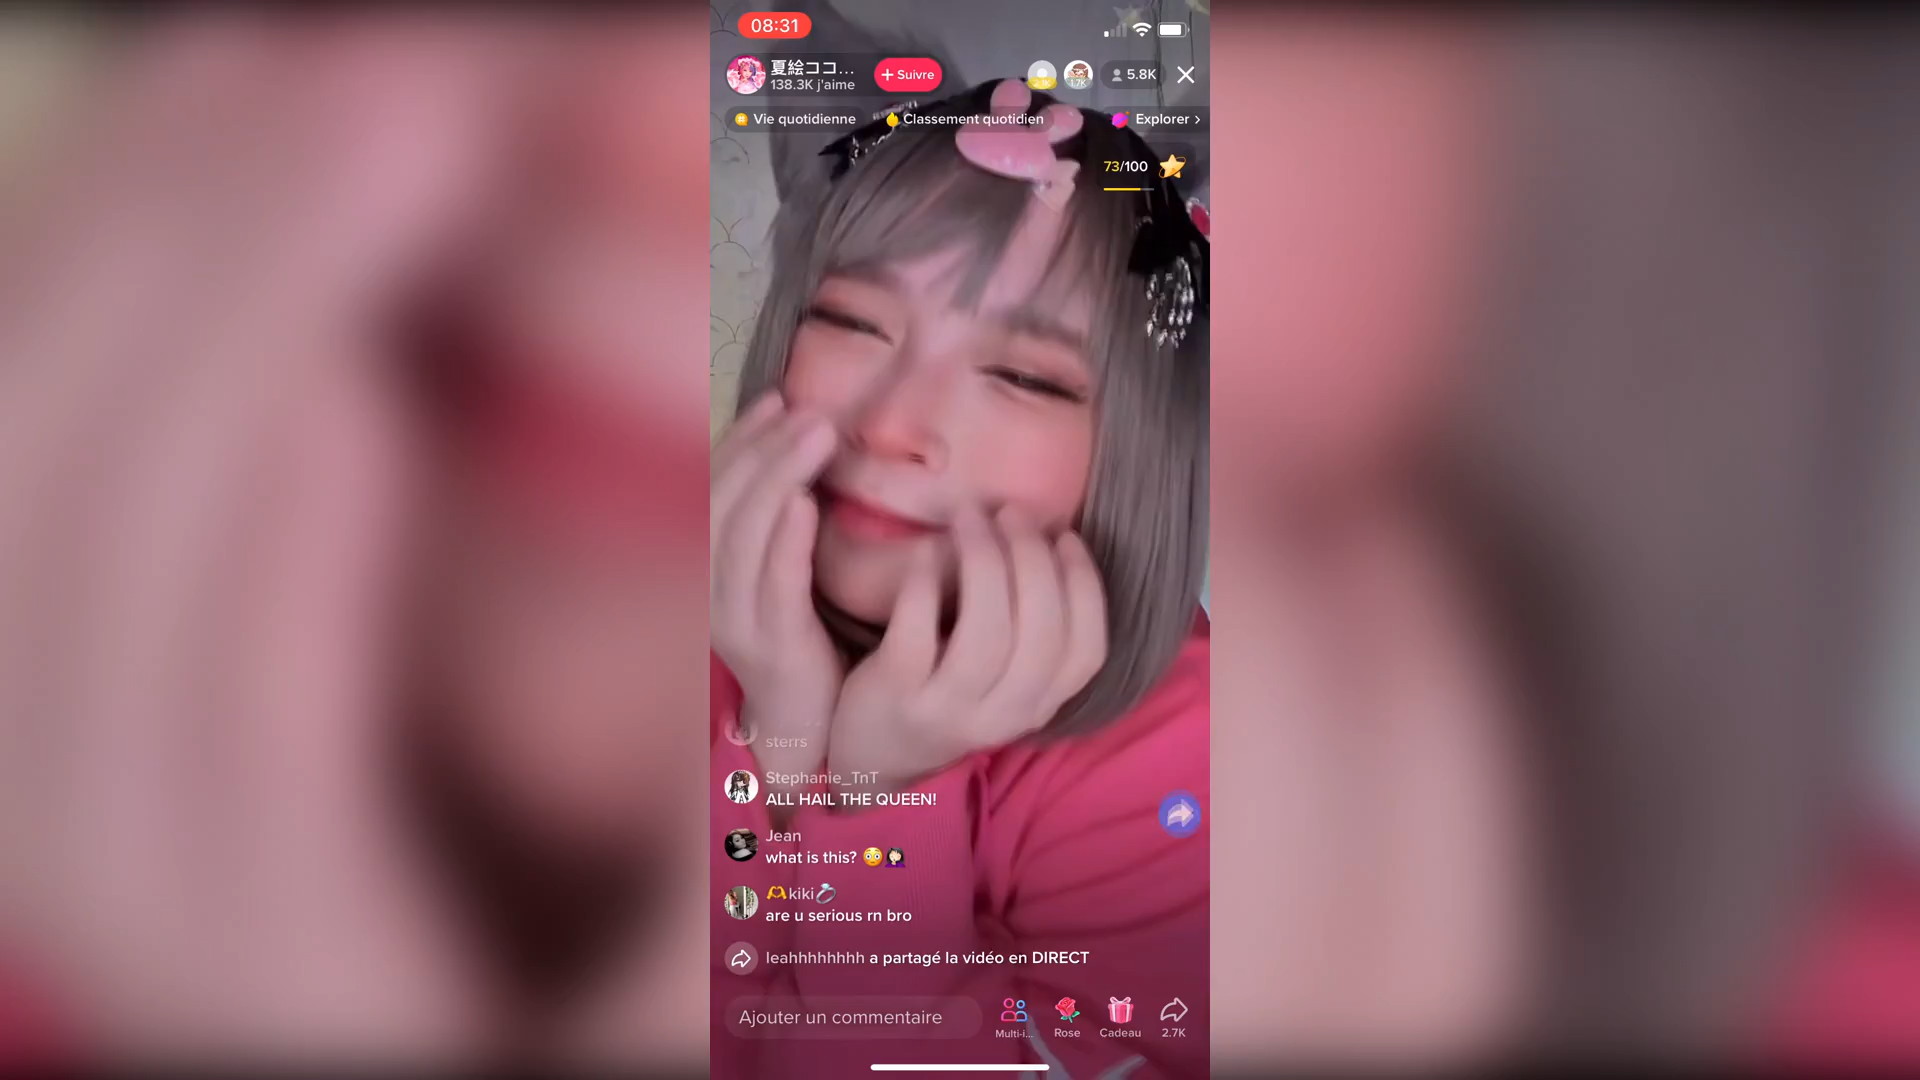 08:31
夏絵ココ...
138.3K j'aime
+ Suivre
1.7K
5.8K
Vie quotidienne
Classement quotidien
Explorer >
73/100
sterrs
Stephanie_TnT
ALL HAIL THE QUEEN!
Jean
what is this? 😳🤦🏻‍♀️
🫶kiki💍
are u serious rn bro
leahhhhhhhh a partagé la vidéo en DIRECT
Ajouter un commentaire
Multi-i...
Rose
Cadeau
2.7K